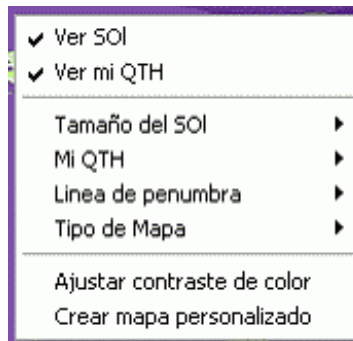 Ver SOl
Ver mi QTH
Tamaño del SOl
Mi QTH
Linea de penumbra
Tipo de Mapa
Ajustar contraste de color
Crear mapa personalizado